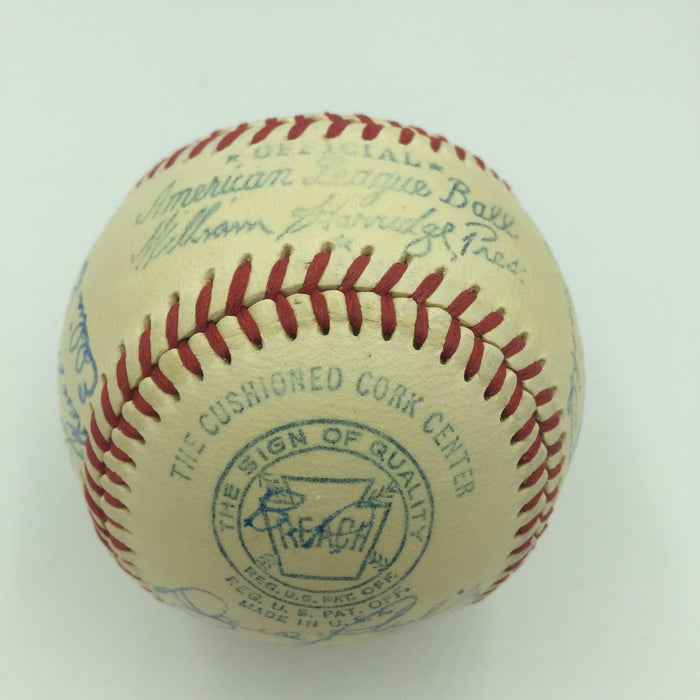 ★ OFFICIAL ★
American League Ball
William Harridge, Pres.
THE CUSHIONED CORK CENTER
THE SIGN OF QUALITY
REACH
REG. U.S. PAT. OFF.
REG. U.S. PAT. OFF.
MADE IN U.S.A.
Dave